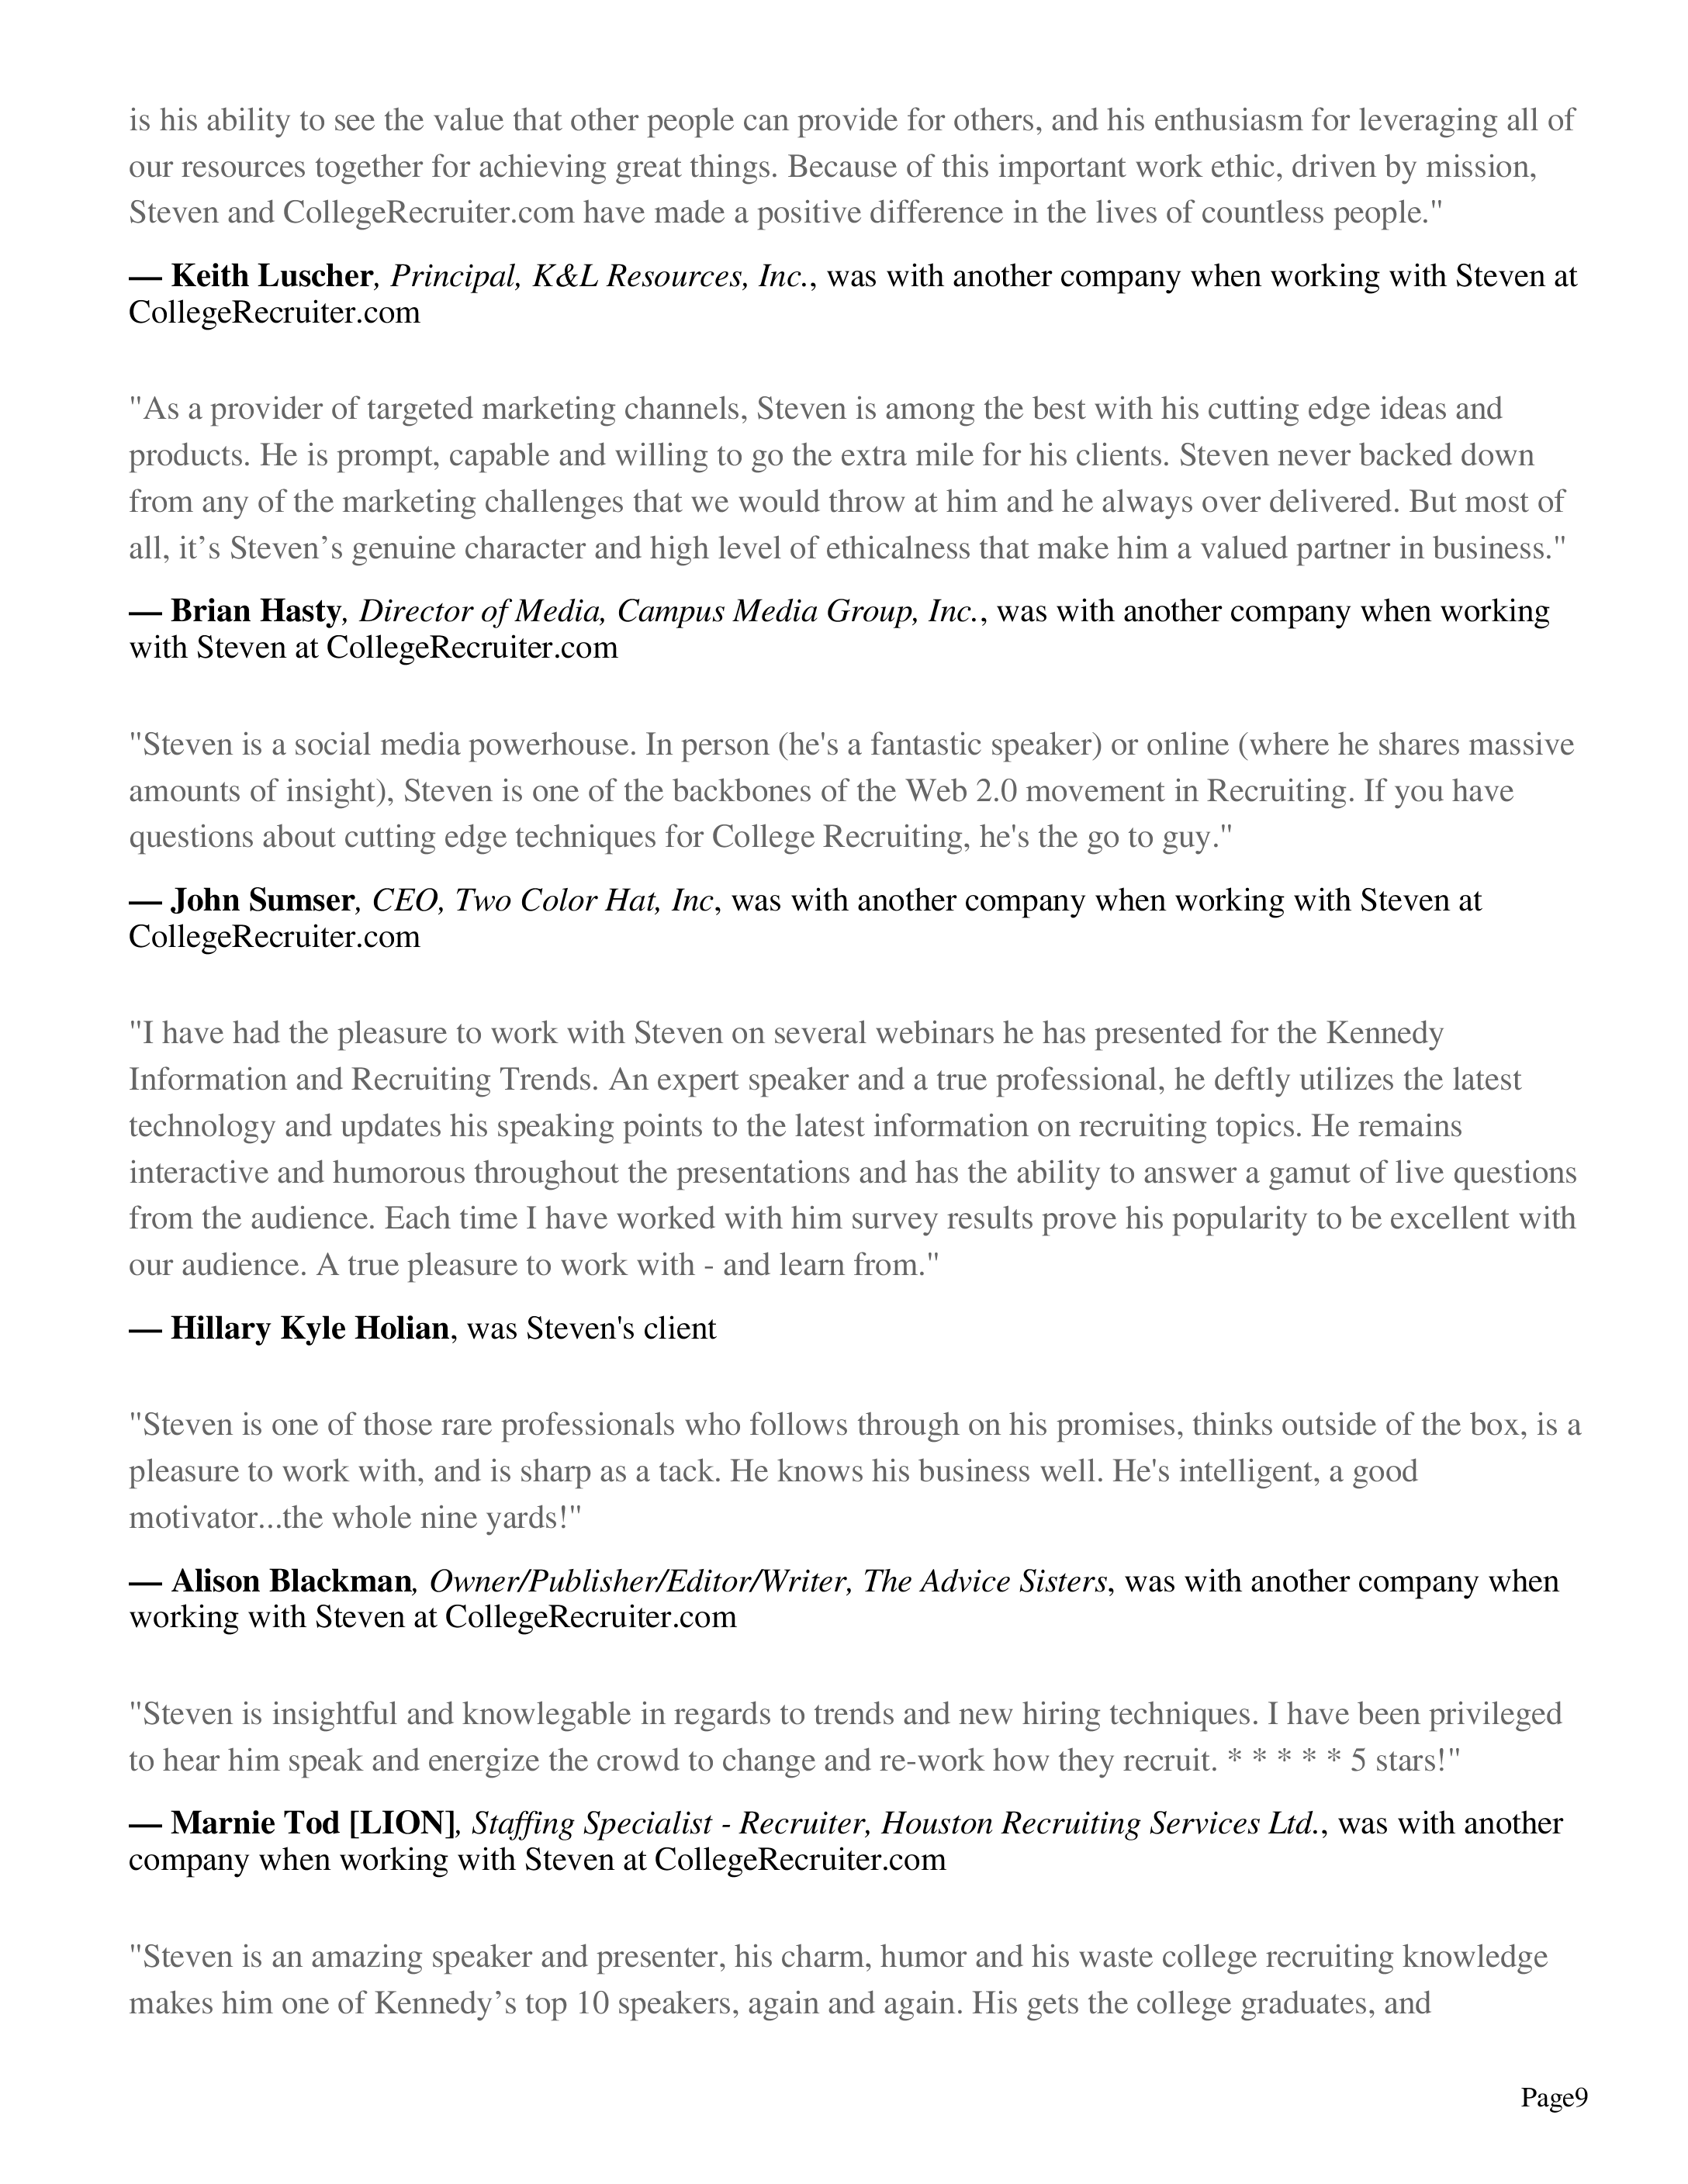 is his ability to see the value that other people can provide for others, and his enthusiasm for leveraging all of
our resources together for achieving great things. Because of this important work ethic, driven by mission,
Steven and CollegeRecruiter.com have made a positive difference in the lives of countless people."
— Keith Luscher, Principal, K&L Resources, Inc., was with another company when working with Steven at
CollegeRecruiter.com
"As a provider of targeted marketing channels, Steven is among the best with his cutting edge ideas and
products. He is prompt, capable and willing to go the extra mile for his clients. Steven never backed down
from any of the marketing challenges that we would throw at him and he always over delivered. But most of
all, it’s Steven’s genuine character and high level of ethicalness that make him a valued partner in business."
— Brian Hasty, Director of Media, Campus Media Group, Inc., was with another company when working
with Steven at CollegeRecruiter.com
"Steven is a social media powerhouse. In person (he's a fantastic speaker) or online (where he shares massive
amounts of insight), Steven is one of the backbones of the Web 2.0 movement in Recruiting. If you have
questions about cutting edge techniques for College Recruiting, he's the go to guy."
— John Sumser, CEO, Two Color Hat, Inc, was with another company when working with Steven at
CollegeRecruiter.com
"I have had the pleasure to work with Steven on several webinars he has presented for the Kennedy
Information and Recruiting Trends. An expert speaker and a true professional, he deftly utilizes the latest
technology and updates his speaking points to the latest information on recruiting topics. He remains
interactive and humorous throughout the presentations and has the ability to answer a gamut of live questions
from the audience. Each time I have worked with him survey results prove his popularity to be excellent with
our audience. A true pleasure to work with - and learn from."
— Hillary Kyle Holian, was Steven's client
"Steven is one of those rare professionals who follows through on his promises, thinks outside of the box, is a
pleasure to work with, and is sharp as a tack. He knows his business well. He's intelligent, a good
motivator...the whole nine yards!"
— Alison Blackman, Owner/Publisher/Editor/Writer, The Advice Sisters, was with another company when
working with Steven at CollegeRecruiter.com
"Steven is insightful and knowlegable in regards to trends and new hiring techniques. I have been privileged
to hear him speak and energize the crowd to change and re-work how they recruit. * * * * * 5 stars!"
— Marnie Tod [LION], Staffing Specialist - Recruiter, Houston Recruiting Services Ltd., was with another
company when working with Steven at CollegeRecruiter.com
"Steven is an amazing speaker and presenter, his charm, humor and his waste college recruiting knowledge
makes him one of Kennedy’s top 10 speakers, again and again. His gets the college graduates, and
Page9